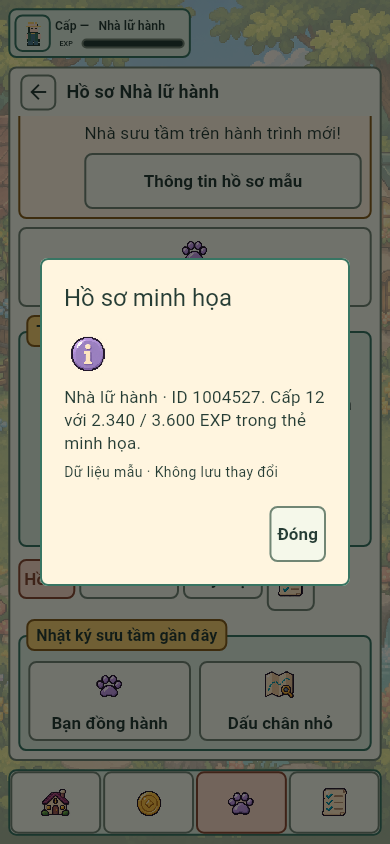 Cấp — Nhà lữ hành
EXP
Hồ sơ Nhà lữ hành
Nhà sưu tầm trên hành trình mới!
Thông tin hồ sơ mẫu
Hồ sơ minh họa
Nhà lữ hành · ID 1004527. Cấp 12
với 2.340 / 3.600 EXP trong thẻ
minh họa.
Dữ liệu mẫu · Không lưu thay đổi
Đóng
Nhật ký sưu tầm gần đây
Bạn đồng hành
Dấu chân nhỏ